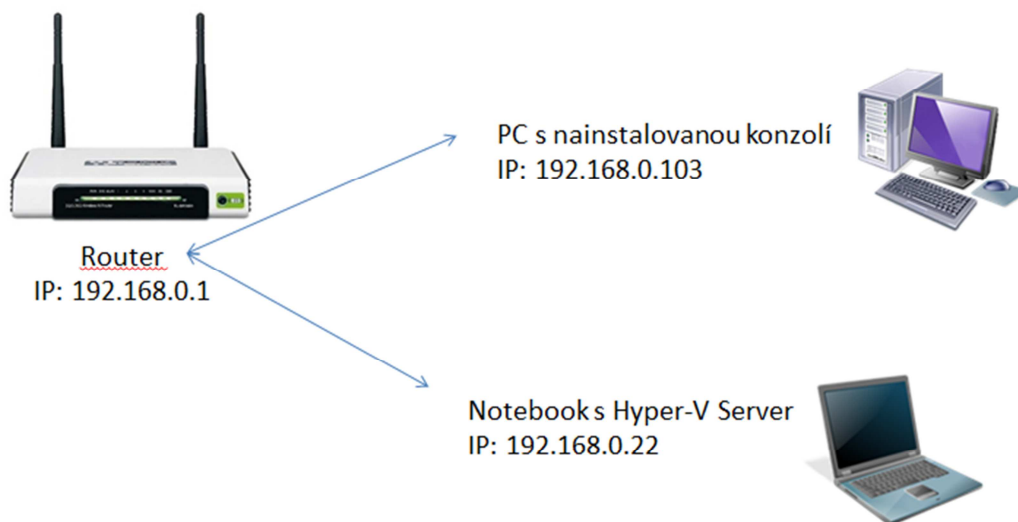 Router
IP: 192.168.0.1
PC s nainstalovanou konzolí
IP: 192.168.0.103
Notebook s Hyper-V Server
IP: 192.168.0.22